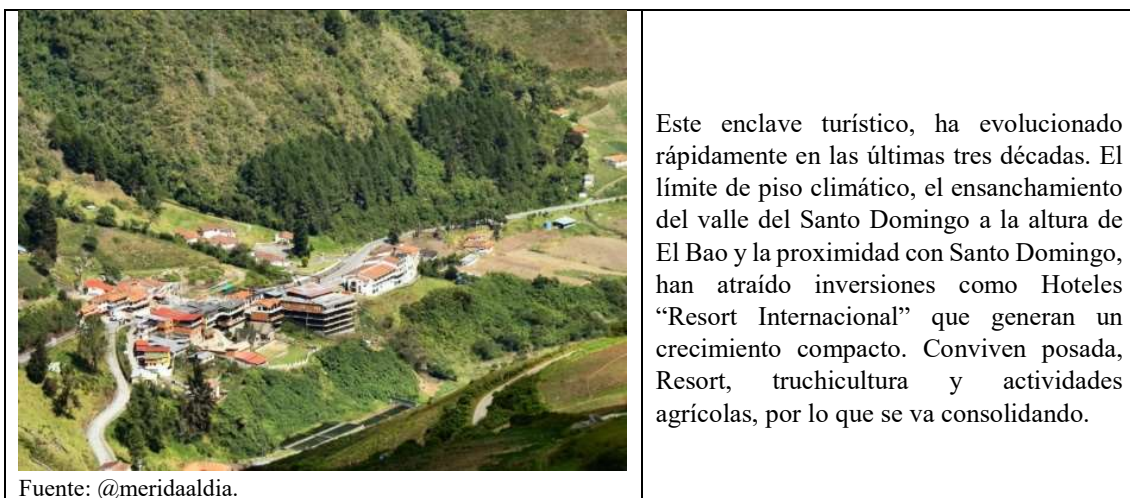 Este enclave turístico, ha evolucionado
rápidamente en las últimas tres décadas. El
límite de piso climático, el ensanchamiento
del valle del Santo Domingo a la altura de
El Bao y la proximidad con Santo Domingo,
han atraído inversiones como Hoteles
“Resort Internacional” que generan un
crecimiento compacto. Conviven posada,
Resort, truchicultura y actividades
agrícolas, por lo que se va consolidando.
Fuente: @meridaaldia.